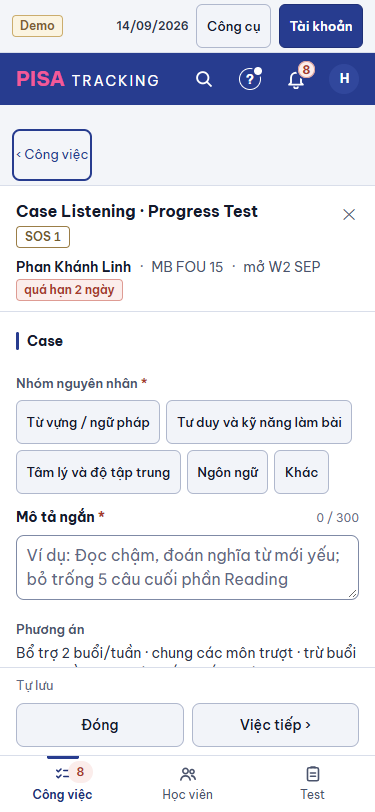 Demo
14/09/2026
Công cụ
Tài khoản
PISA TRACKING
?
8
H
‹ Công việc
Case Listening · Progress Test
SOS 1
Phan Khánh Linh · MB FOU 15 · mở W2 SEP
quá hạn 2 ngày
Case
Nhóm nguyên nhân *
Từ vựng / ngữ pháp
Tư duy và kỹ năng làm bài
Tâm lý và độ tập trung
Ngôn ngữ
Khác
Mô tả ngắn *
0 / 300
Ví dụ: Đọc chậm, đoán nghĩa từ mới yếu;
bỏ trống 5 câu cuối phần Reading
Phương án
Bổ trợ 2 buổi/tuần · chung các môn trượt · trừ buổi
Tự lưu
Đóng
Việc tiếp ›
8
Công việc
Học viên
Test